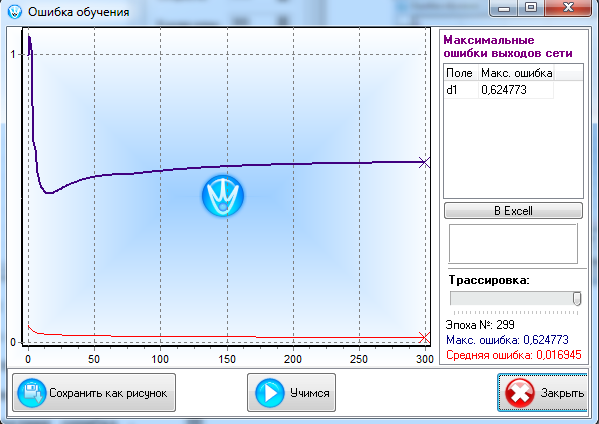 Ошибка обучения
Максимальные
ошибки выходов сети
Поле Макс. ошибка
d1 0,624773
В Excell
Трассировка:
Эпоха №: 299
Макс. ошибка: 0,624773
Средняя ошибка: 0,016945
1
0
0 50 100 150 200 250 300
Сохранить как рисунок
Учимся
Закрыть